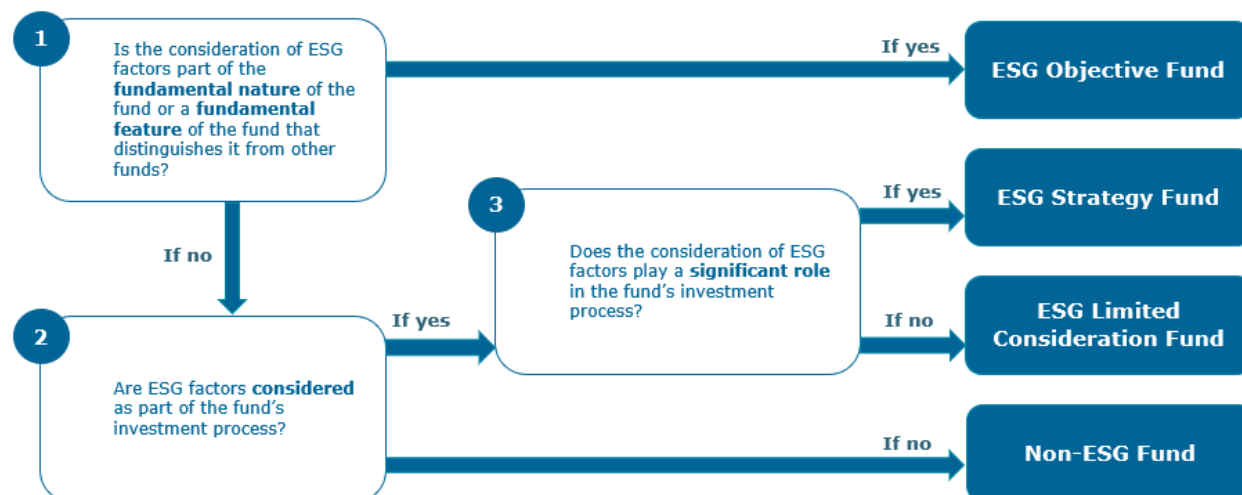 1
Is the consideration of ESG
factors part of the
fundamental nature of the
fund or a fundamental
feature of the fund that
distinguishes it from other
funds?
If yes
ESG Objective Fund
If no
2
Are ESG factors considered
as part of the fund’s
investment process?
If yes
3
Does the consideration of ESG
factors play a significant role
in the fund’s investment
process?
If yes
ESG Strategy Fund
If no
ESG Limited
Consideration Fund
If no
Non-ESG Fund